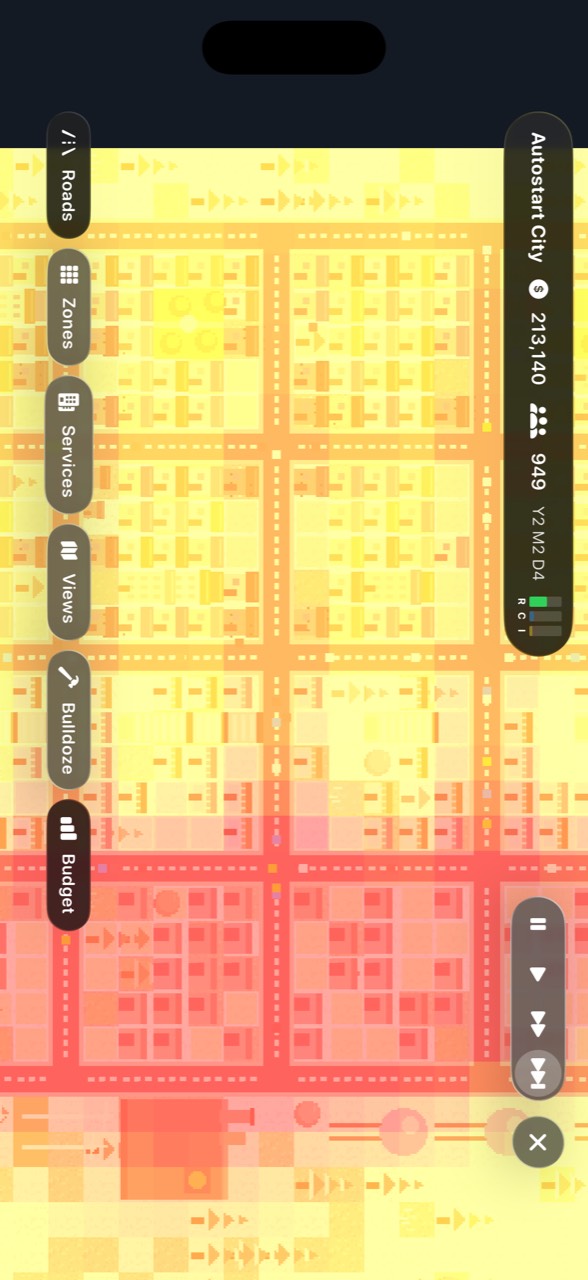 Autostart City $ 213,140 949 Y2 M2 D4
R
C
I
Roads
Zones
Services
Views
Bulldoze
Budget